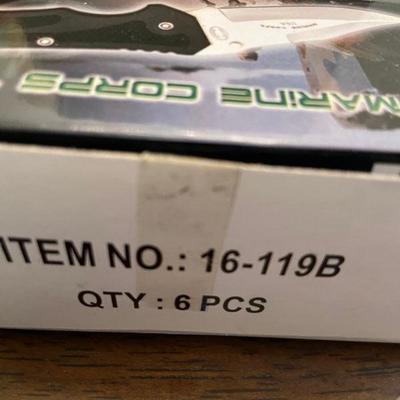 MARINE CORPS
ITEM NO.: 16-119B
QTY : 6 PCS